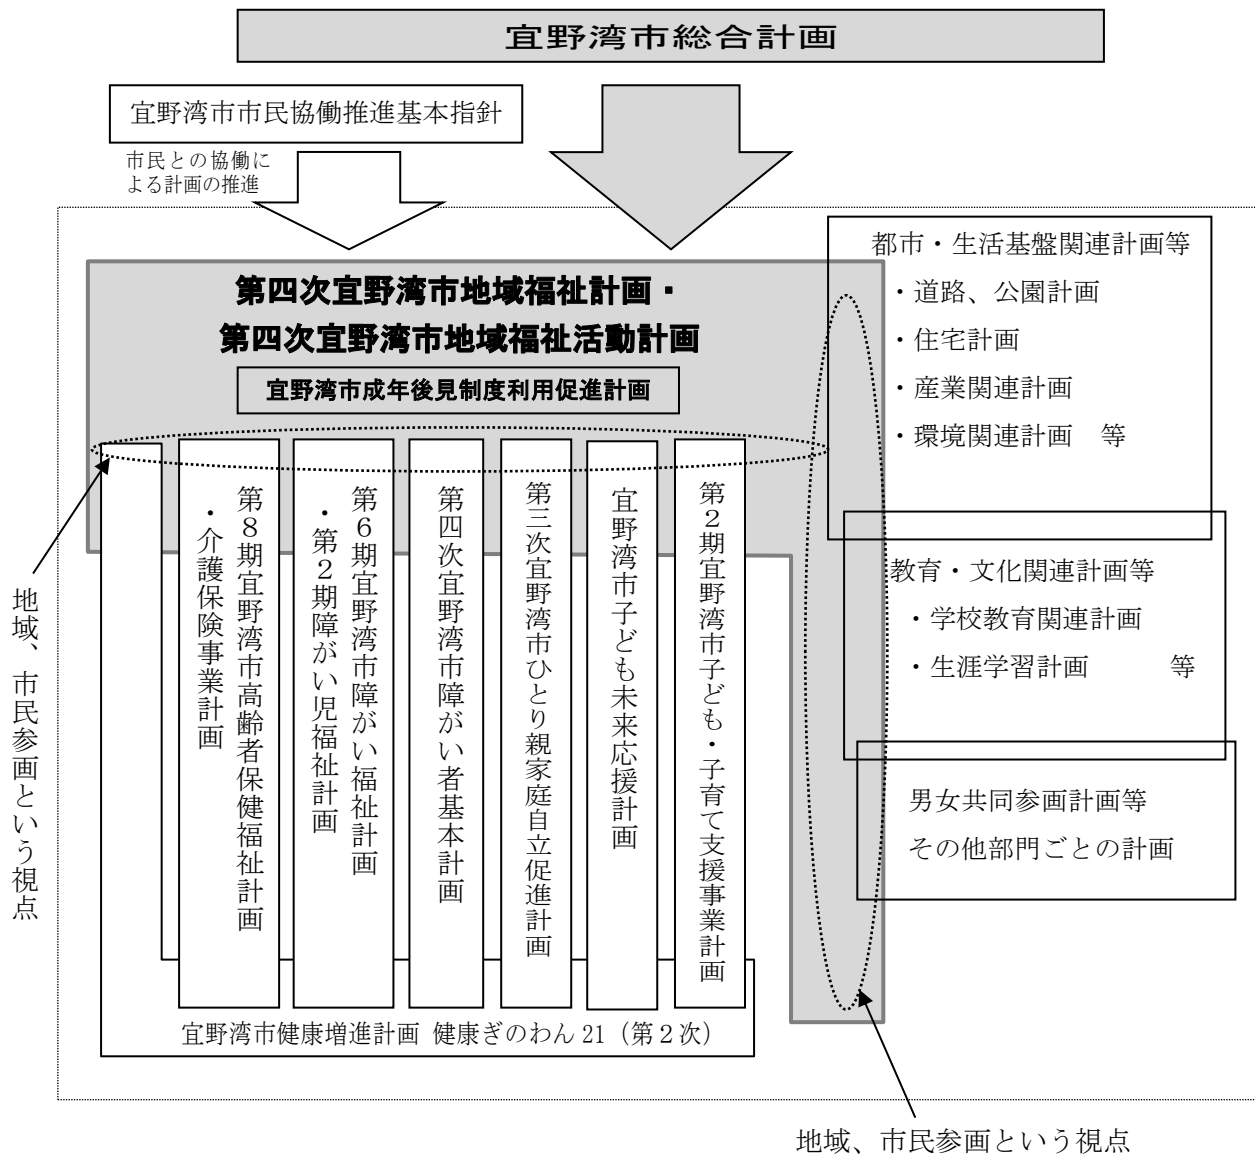 宜野湾市総合計画
宜野湾市市民協働推進基本指針
市民との協働に
よる計画の推進
第四次宜野湾市地域福祉計画・
第四次宜野湾市地域福祉活動計画
宜野湾市成年後見制度利用促進計画
第８期宜野湾市高齢者保健福祉計画
・介護保険事業計画
第６期宜野湾市障がい福祉計画
・第２期障がい児福祉計画
第四次宜野湾市障がい者基本計画
第三次宜野湾市ひとり親家庭自立促進計画
宜野湾市子ども未来応援計画
第２期宜野湾市子ども・子育て支援事業計画
宜野湾市健康増進計画 健康ぎのわん 21（第２次）
地域、市民参画という視点
都市・生活基盤関連計画等
・道路、公園計画
・住宅計画
・産業関連計画
・環境関連計画　等
教育・文化関連計画等
・学校教育関連計画
・生涯学習計画　　　等
男女共同参画計画等
その他部門ごとの計画
地域、市民参画という視点